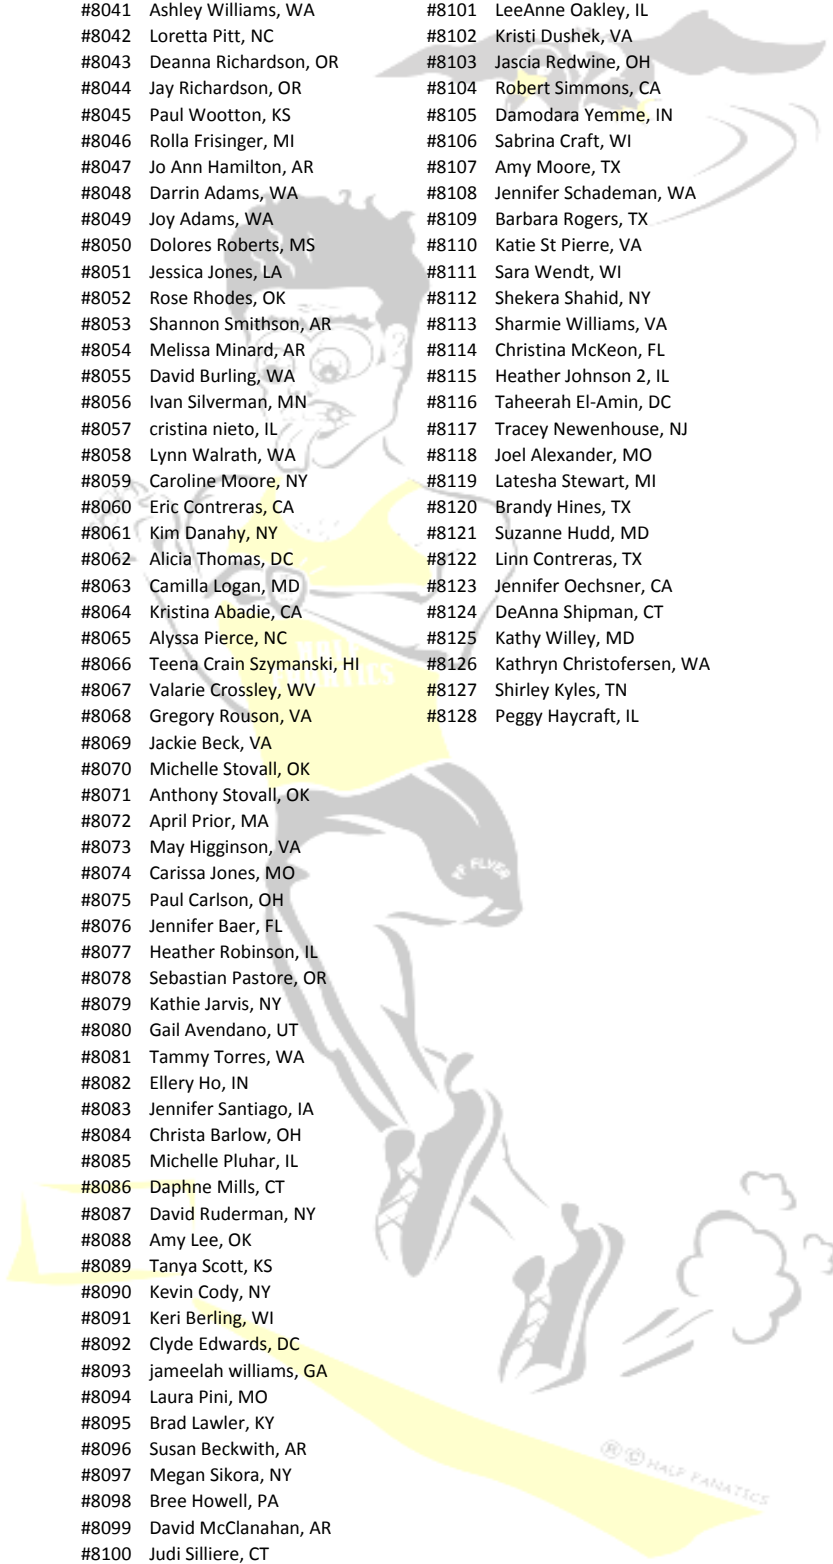 #8041 Ashley Williams, WA
#8042 Loretta Pitt, NC
#8043 Deanna Richardson, OR
#8044 Jay Richardson, OR
#8045 Paul Wootton, KS
#8046 Rolla Frisinger, MI
#8047 Jo Ann Hamilton, AR
#8048 Darrin Adams, WA
#8049 Joy Adams, WA
#8050 Dolores Roberts, MS
#8051 Jessica Jones, LA
#8052 Rose Rhodes, OK
#8053 Shannon Smithson, AR
#8054 Melissa Minard, AR
#8055 David Burling, WA
#8056 Ivan Silverman, MN
#8057 cristina nieto, IL
#8058 Lynn Walrath, WA
#8059 Caroline Moore, NY
#8060 Eric Contreras, CA
#8061 Kim Danahy, NY
#8062 Alicia Thomas, DC
#8063 Camilla Logan, MD
#8064 Kristina Abadie, CA
#8065 Alyssa Pierce, NC
#8066 Teena Crain Szymanski, HI
#8067 Valarie Crossley, WV
#8068 Gregory Rouson, VA
#8069 Jackie Beck, VA
#8070 Michelle Stovall, OK
#8071 Anthony Stovall, OK
#8072 April Prior, MA
#8073 May Higginson, VA
#8074 Carissa Jones, MO
#8075 Paul Carlson, OH
#8076 Jennifer Baer, FL
#8077 Heather Robinson, IL
#8078 Sebastian Pastore, OR
#8079 Kathie Jarvis, NY
#8080 Gail Avendano, UT
#8081 Tammy Torres, WA
#8082 Ellery Ho, IN
#8083 Jennifer Santiago, IA
#8084 Christa Barlow, OH
#8085 Michelle Pluhar, IL
#8086 Daphne Mills, CT
#8087 David Ruderman, NY
#8088 Amy Lee, OK
#8089 Tanya Scott, KS
#8090 Kevin Cody, NY
#8091 Keri Berling, WI
#8092 Clyde Edwards, DC
#8093 jameelah williams, GA
#8094 Laura Pini, MO
#8095 Brad Lawler, KY
#8096 Susan Beckwith, AR
#8097 Megan Sikora, NY
#8098 Bree Howell, PA
#8099 David McClanahan, AR
#8100 Judi Silliere, CT
#8101 LeeAnne Oakley, IL
#8102 Kristi Dushek, VA
#8103 Jascia Redwine, OH
#8104 Robert Simmons, CA
#8105 Damodara Yemme, IN
#8106 Sabrina Craft, WI
#8107 Amy Moore, TX
#8108 Jennifer Schademan, WA
#8109 Barbara Rogers, TX
#8110 Katie St Pierre, VA
#8111 Sara Wendt, WI
#8112 Shekera Shahid, NY
#8113 Sharmie Williams, VA
#8114 Christina McKeon, FL
#8115 Heather Johnson 2, IL
#8116 Taheerah El-Amin, DC
#8117 Tracey Newenhouse, NJ
#8118 Joel Alexander, MO
#8119 Latesha Stewart, MI
#8120 Brandy Hines, TX
#8121 Suzanne Hudd, MD
#8122 Linn Contreras, TX
#8123 Jennifer Oechsner, CA
#8124 DeAnna Shipman, CT
#8125 Kathy Willey, MD
#8126 Kathryn Christofersen, WA
#8127 Shirley Kyles, TN
#8128 Peggy Haycraft, IL
HALF
FANATICS
FF FLYER
® © HALF FANATICS